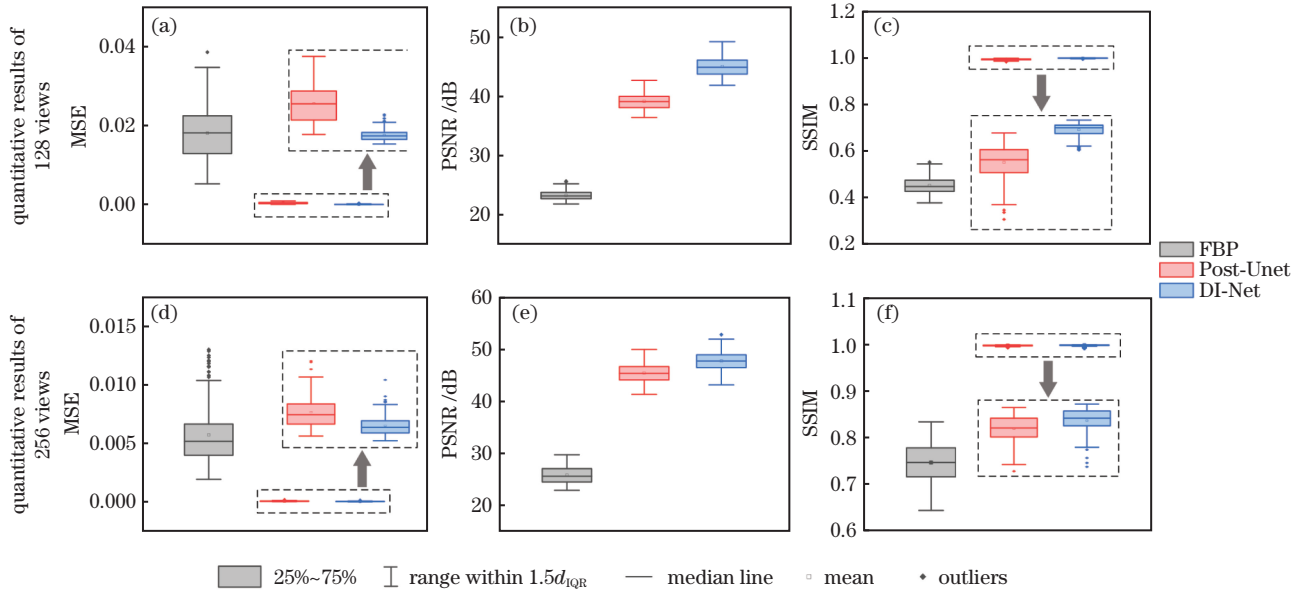 quantitative results of
128 views
(a)
MSE
0.04
0.02
0.00
(b)
PSNR /dB
50
40
30
20
(c)
SSIM
1.2
1.0
0.8
0.6
0.4
0.2
FBP
Post-Unet
DI-Net
quantitative results of
256 views
(d)
MSE
0.015
0.010
0.005
0.000
(e)
PSNR /dB
60
50
40
30
20
(f)
SSIM
1.1
1.0
0.9
0.8
0.7
0.6
25%~75%
range within 1.5d_IQR
median line
mean
outliers